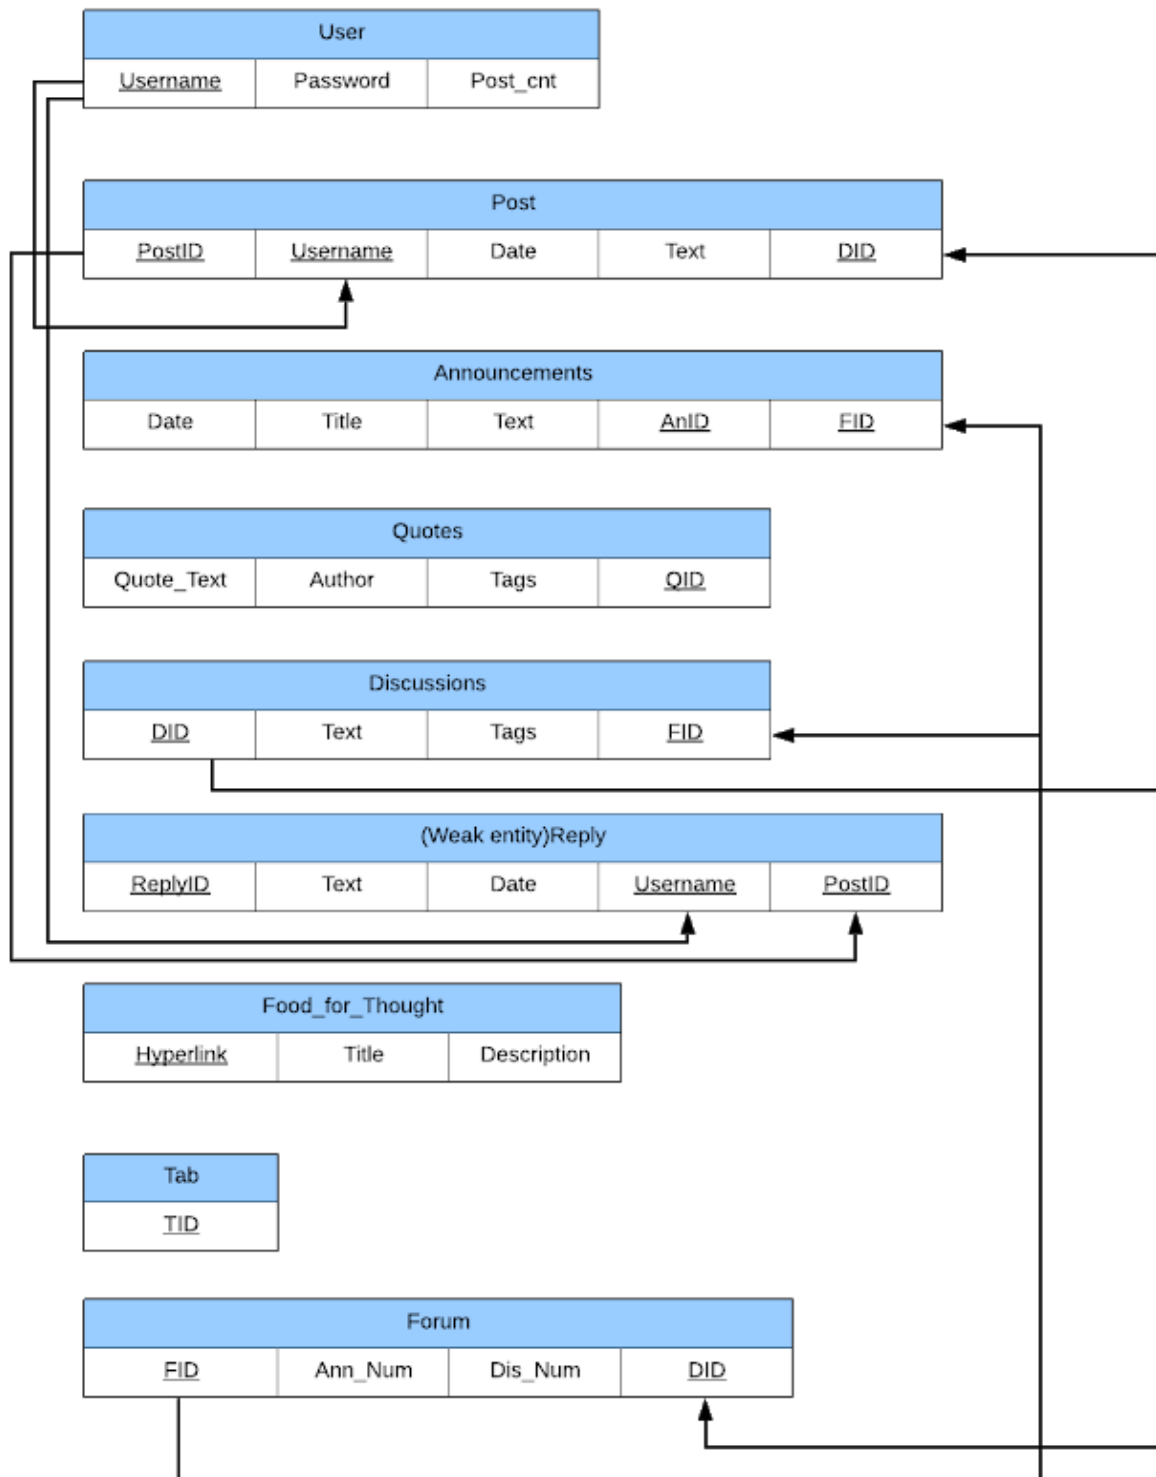 User
Username Password Post_cnt
Post
PostID Username Date Text DID
Announcements
Date Title Text AnID FID
Quotes
Quote_Text Author Tags QID
Discussions
DID Text Tags FID
(Weak entity)Reply
ReplyID Text Date Username PostID
Food_for_Thought
Hyperlink Title Description
Tab
TID
Forum
FID Ann_Num Dis_Num DID